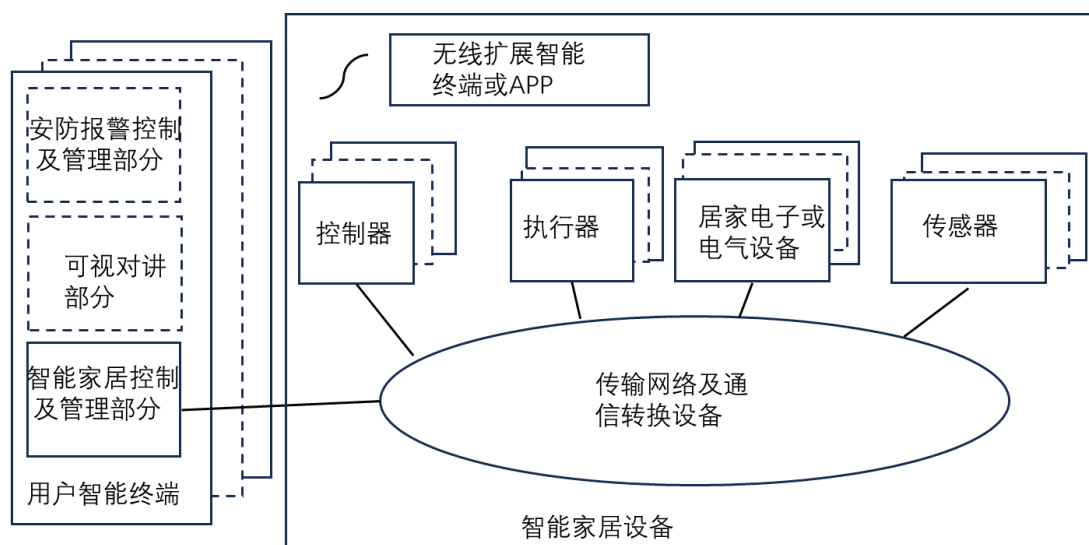 无线扩展智能
终端或APP
安防报警控制
及管理部分
控制器
执行器
居家电子或
电气设备
传感器
可视对讲
部分
智能家居控制
及管理部分
传输网络及通
信转换设备
用户智能终端
智能家居设备